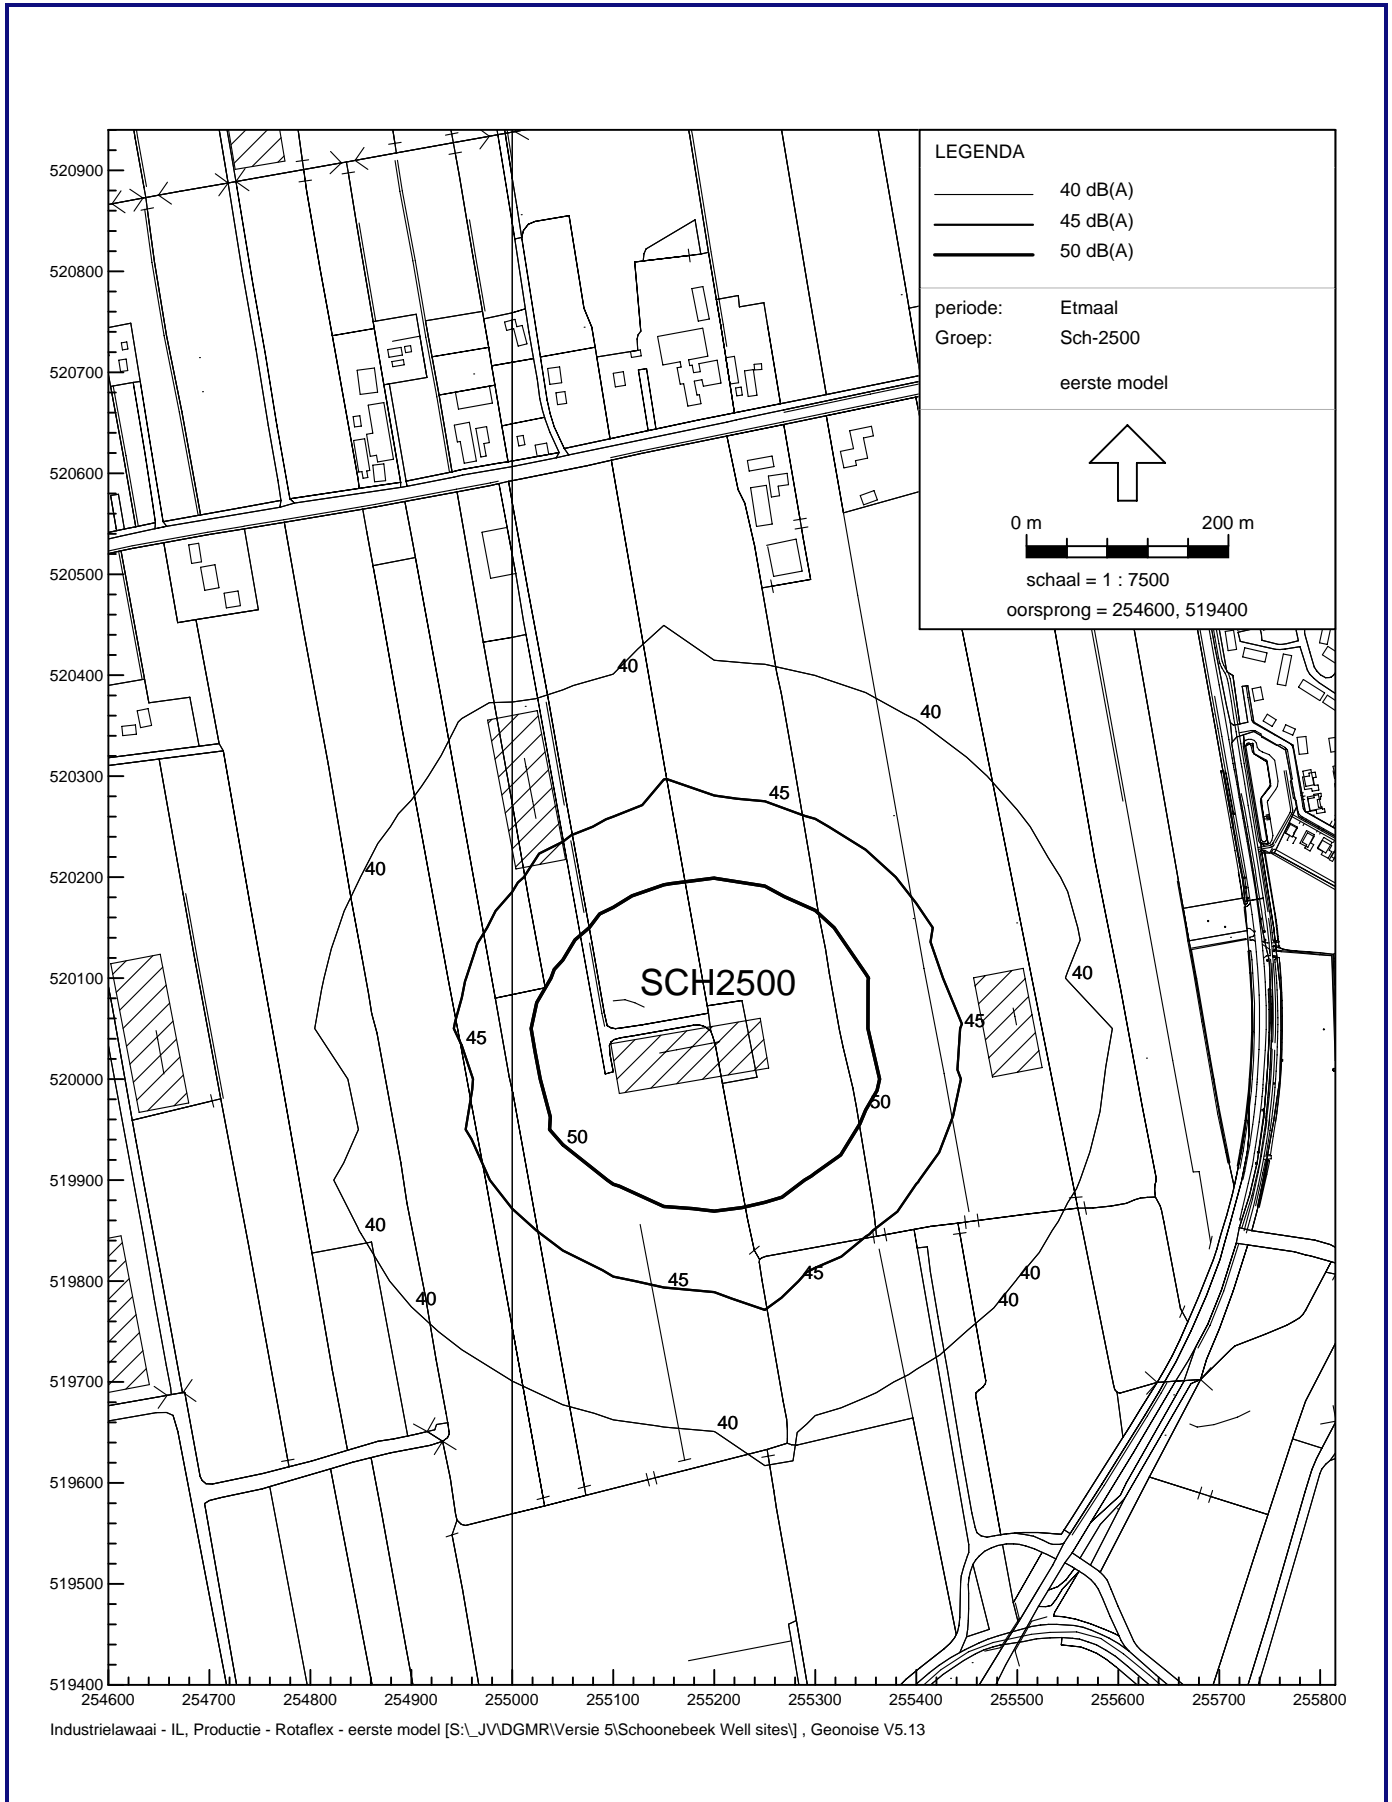 LEGENDA
40 dB(A)
45 dB(A)
50 dB(A)
periode: Etmaal
Groep: Sch-2500
eerste model
0 m 200 m
schaal = 1 : 7500
oorsprong = 254600, 519400
520900
520800
520700
520600
520500
520400
520300
520200
520100
520000
519900
519800
519700
519600
519500
519400
40
40
45
40
SCH2500
40
45
45
50
50
40
45
45
40
40
40
40
254600 254700 254800 254900 255000 255100 255200 255300 255400 255500 255600 255700 255800
Industrielawaai - IL, Productie - Rotaflex - eerste model [S:\_JV\DGMR\Versie 5\Schoonebeek Well sites\] , Geonoise V5.13